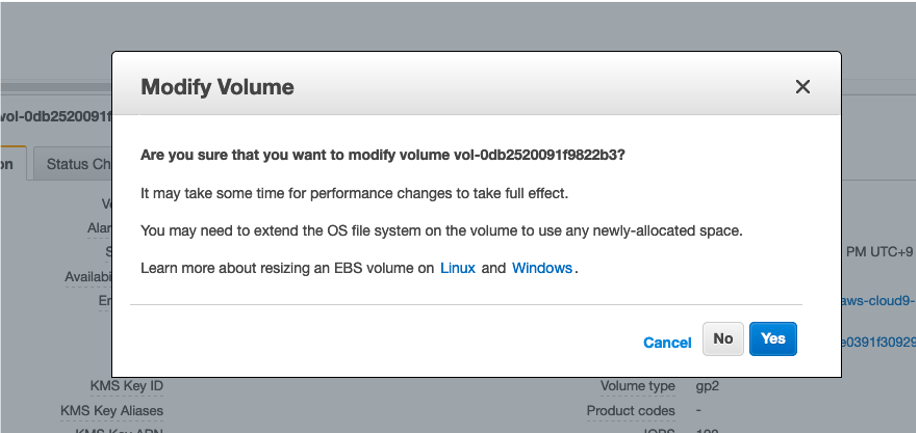 Modify Volume
vol-0db2520091f
Are you sure that you want to modify volume vol-0db2520091f9822b3?
on
Status Ch
It may take some time for performance changes to take full effect.
You may need to extend the OS file system on the volume to use any newly-allocated space.
Alar
PM UTC+9
Learn more about resizing an EBS volume on Linux and Windows.
Availabi
aws-cloud9-
Cancel
No
Yes
e0391f30929
KMS Key ID
Volume type gp2
KMS Key Aliases
Product codes -
KMS Key ARN
IOPS 100